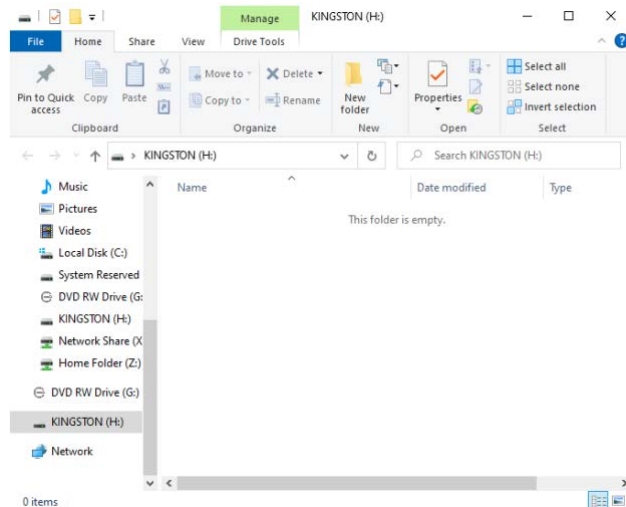 Manage KINGSTON (H:)
File Home Share View Drive Tools
Pin to Quick access
Copy
Paste
Clipboard
Move to
Copy to
Delete
Rename
Organize
New folder
New
Properties
Open
Select all
Select none
Invert selection
Select
KINGSTON (H:)
Search KINGSTON (H:)
Name Date modified Type
This folder is empty.
Music
Pictures
Videos
Local Disk (C:)
System Reserved
DVD RW Drive (G:
KINGSTON (H:)
Network Share (X
Home Folder (Z:)
DVD RW Drive (G:)
KINGSTON (H:)
Network
0 items